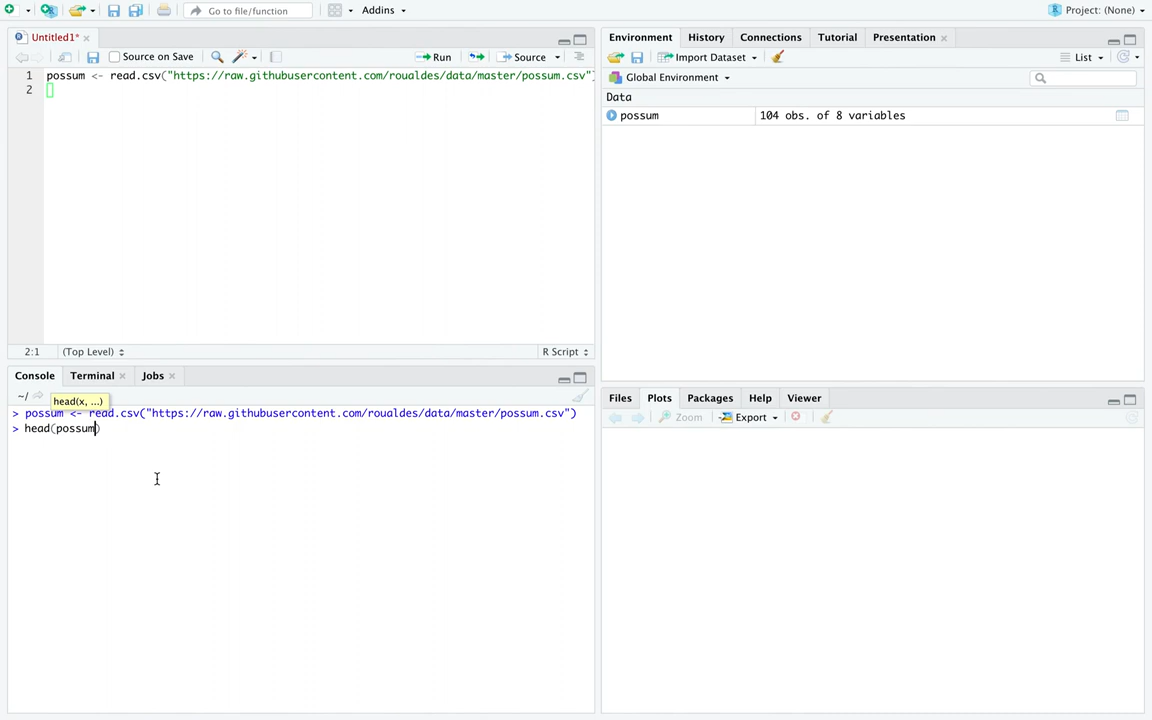 Go to file/function
Addins
Project: (None)
Untitled1*
Source on Save
Run
Source
1 possum <- read.csv("https://raw.githubusercontent.com/roualdes/data/master/possum.csv")
2
2:1
(Top Level)
R Script
Console
Terminal
Jobs
~/
head(x, ...)
> possum <- read.csv("https://raw.githubusercontent.com/roualdes/data/master/possum.csv")
> head(possum)
Environment
History
Connections
Tutorial
Presentation
Import Dataset
List
Global Environment
Data
possum
104 obs. of 8 variables
Files
Plots
Packages
Help
Viewer
Zoom
Export